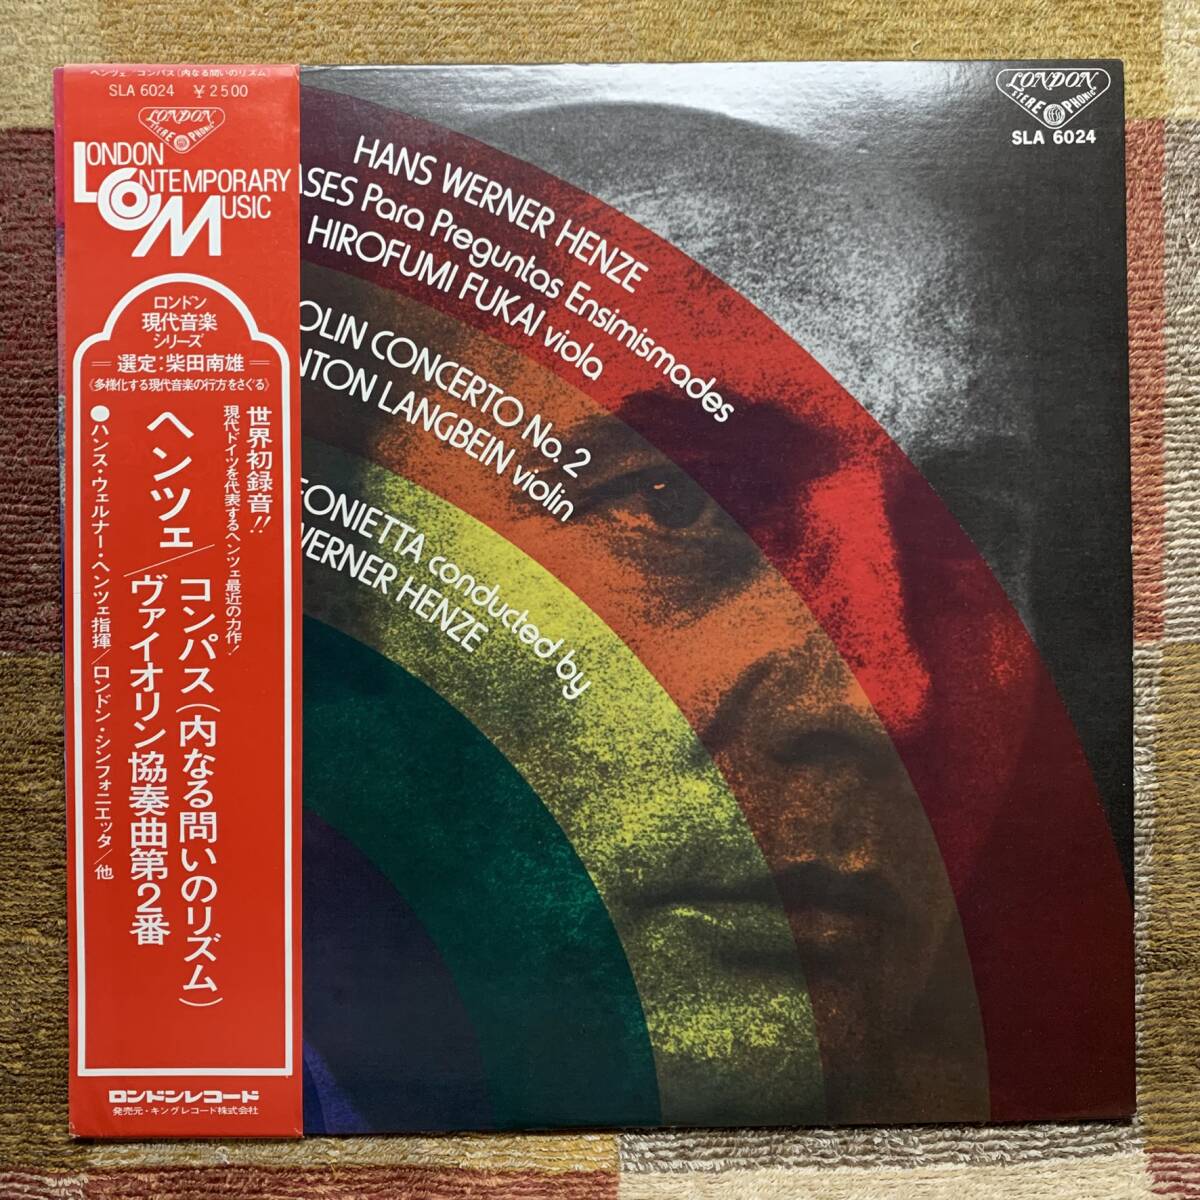 ヘンツェ/コンパス(内なる問いのリズム)
SLA 6024 ￥2500
LONDON
STEREOPHONIC
LONDON
CONTEMPORARY
MUSIC
ロンドン
現代音楽
シリーズ
選定:柴田南雄
《多様化する現代音楽の行方をさぐる》
世界初録音!!
現代ドイツを代表するヘンツェ最近の力作!
ヘンツェ/コンパス(内なる問いのリズム)
/ヴァイオリン協奏曲第2番
●ハンス・ウェルナー・ヘンツェ指揮/ロンドン・シンフォニエッタ/他
ロンドンレコード
発売元・キングレコード株式会社
LONDON
STEREOPHONIC
SLA 6024
HANS WERNER HENZE
ASES Para Preguntas Ensimismades
HIROFUMI FUKAI viola
OLIN CONCERTO No. 2
NTON LANGBEIN violin
FONIETTA conducted by
WERNER HENZE